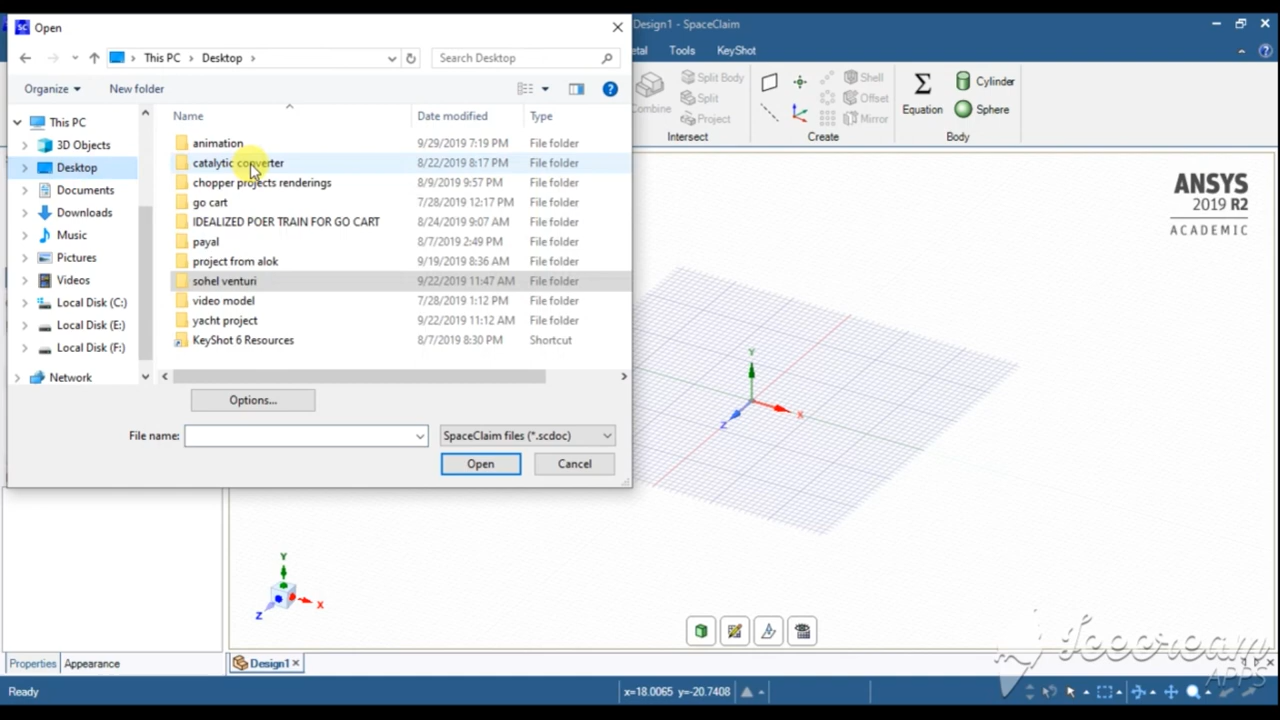 SC Open
Design1 - SpaceClaim
This PC
Desktop
Search Desktop
etal
Tools
KeyShot
Organize
New folder
Combine
Split Body
Split
Project
Intersect
Shell
Offset
Mirror
Create
Equation
Cylinder
Sphere
Body
This PC
3D Objects
Desktop
Documents
Downloads
Music
Pictures
Videos
Local Disk (C:)
Local Disk (E:)
Local Disk (F:)
Network
Name Date modified Type
animation 9/29/2019 7:19 PM File folder
catalytic converter 8/22/2019 8:17 PM File folder
chopper projects renderings 8/9/2019 9:57 PM File folder
go cart 7/28/2019 12:17 PM File folder
IDEALIZED POER TRAIN FOR GO CART 8/24/2019 9:07 AM File folder
payal 8/7/2019 2:49 PM File folder
project from alok 9/19/2019 8:36 AM File folder
sohel venturi 9/22/2019 11:47 AM File folder
video model 7/28/2019 1:12 PM File folder
yacht project 9/22/2019 11:12 AM File folder
KeyShot 6 Resources 8/7/2019 8:30 PM Shortcut
Options...
File name:
SpaceClaim files (*.scdoc)
Open
Cancel
ANSYS
2019 R2
ACADEMIC
Y
X
Z
Y
X
Z
Properties
Appearance
Design1
Ready
x=18.0065 y=-20.7408
Icecream
APPS